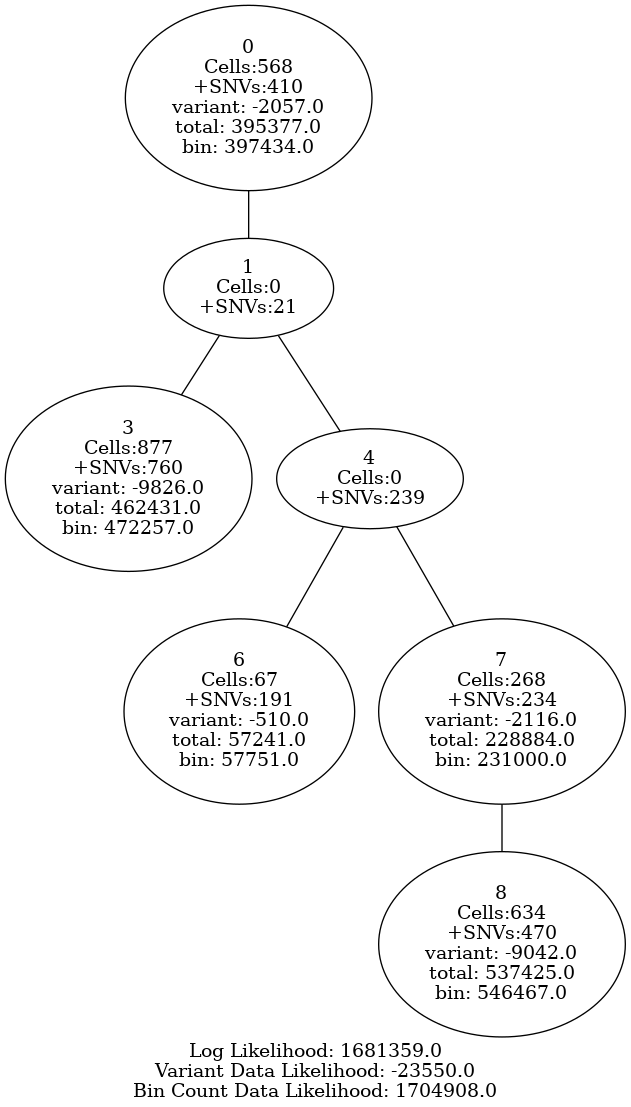 0
Cells:568
+SNVs:410
variant: -2057.0
total: 395377.0
bin: 397434.0
1
Cells:0
+SNVs:21
3
Cells:877
+SNVs:760
variant: -9826.0
total: 462431.0
bin: 472257.0
4
Cells:0
+SNVs:239
6
Cells:67
+SNVs:191
variant: -510.0
total: 57241.0
bin: 57751.0
7
Cells:268
+SNVs:234
variant: -2116.0
total: 228884.0
bin: 231000.0
8
Cells:634
+SNVs:470
variant: -9042.0
total: 537425.0
bin: 546467.0
Log Likelihood: 1681359.0
Variant Data Likelihood: -23550.0
Bin Count Data Likelihood: 1704908.0